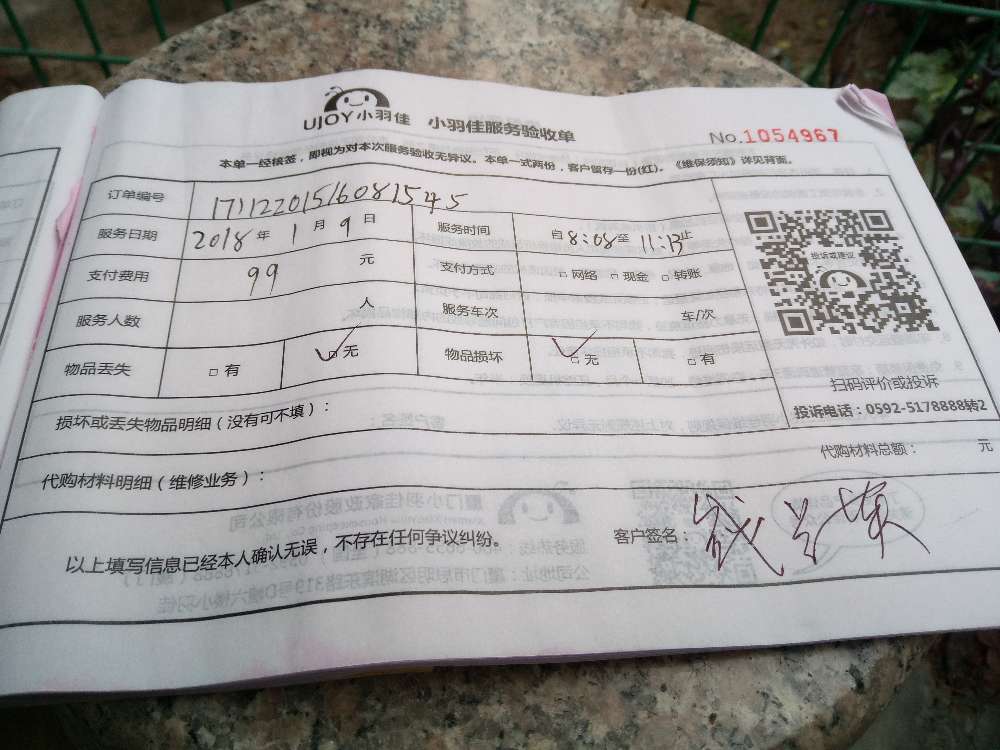 UJOY小羽佳 小羽佳服务验收单
No.1054967
本单一经核签，即视为对本次服务验收无异议。本单一式两份，客户留存一份(红)。《维保须知》详见背面。
订单编号 17112201516081545
服务日期 2018年1月9日 服务时间 自8:08至11:13止
支付费用 99 元 支付方式 □网络 □现金 □转账
服务人数 人 服务车次 车/次
物品丢失 □有 □无 物品损坏 □无 □有
投诉或建议
扫码评价或投诉
投诉电话：0592-5178888转2
损坏或丢失物品明细（没有可不填）：
代购材料明细（维修业务）： 代购材料总额： 元
以上填写信息已经本人确认无误，不存在任何争议纠纷。 客户签名：